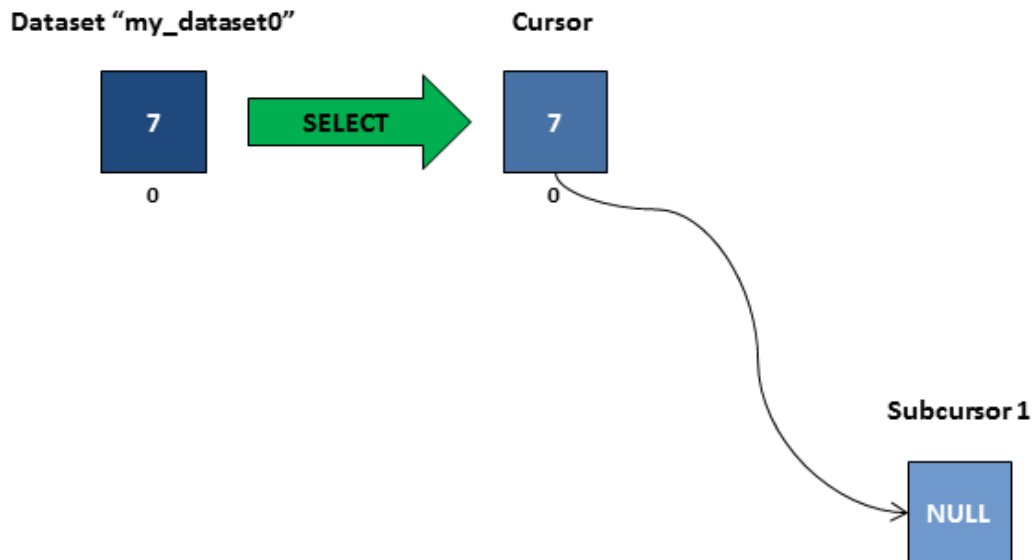 Dataset “my_dataset0”
Cursor
7
SELECT
7
0
0
Subcursor 1
NULL